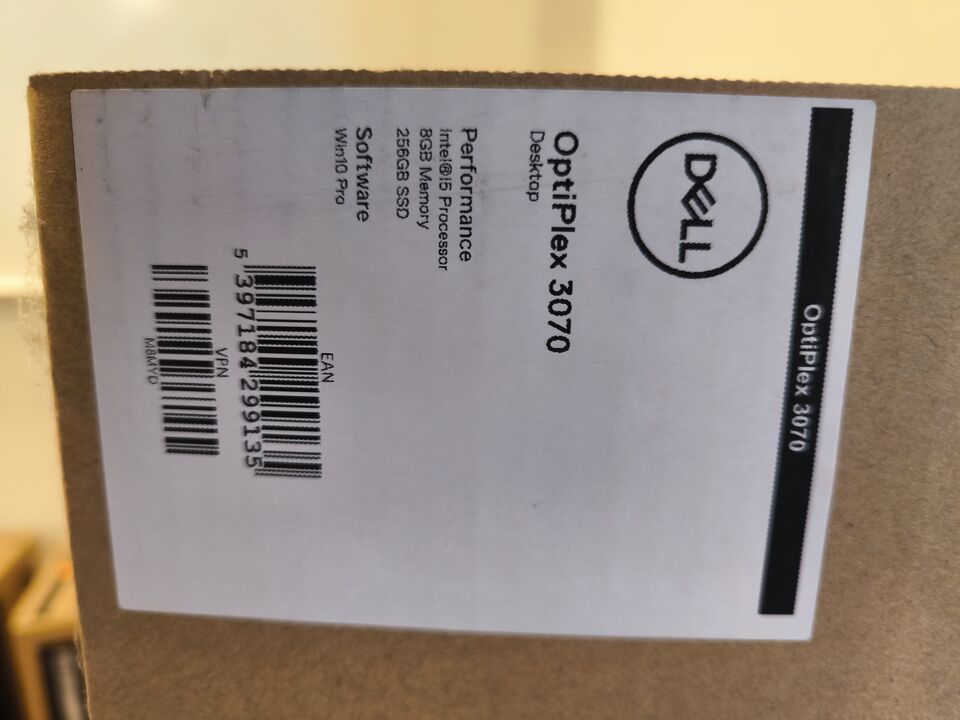 OptiPlex 3070
DELL
OptiPlex 3070
Desktop
Performance
Intel®i5 Processor
8GB Memory
256GB SSD
Software
Win10 Pro
EAN
5 397184 299135
VPN
M8MYD